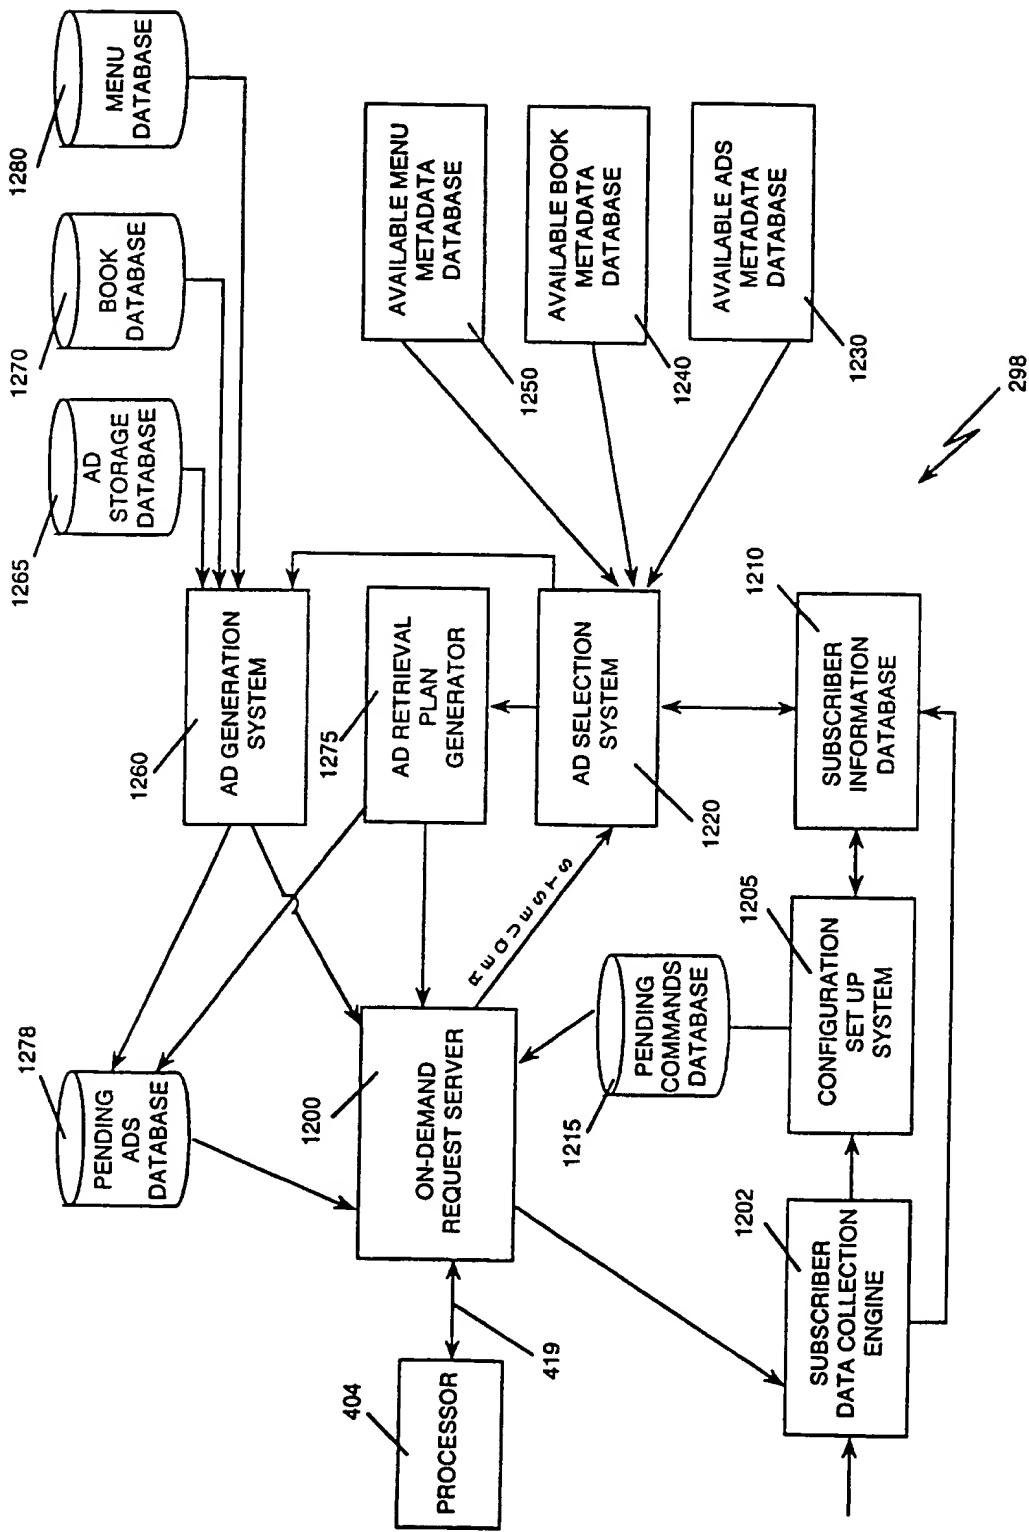 1280
MENU
DATABASE
1270
BOOK
DATABASE
1265
AD
STORAGE
DATABASE
1260
AD GENERATION
SYSTEM
1278
PENDING
ADS
DATABASE
1275
AD RETRIEVAL
PLAN
GENERATOR
1250
AVAILABLE MENU
METADATA
DATABASE
1240
AVAILABLE BOOK
METADATA
DATABASE
1230
AVAILABLE ADS
METADATA
DATABASE
298
404
PROCESSOR
419
1200
ON-DEMAND
REQUEST SERVER
REQUESTS
1220
AD SELECTION
SYSTEM
1215
PENDING
COMMANDS
DATABASE
1202
SUBSCRIBER
DATA COLLECTION
ENGINE
1205
CONFIGURATION
SET UP
SYSTEM
1210
SUBSCRIBER
INFORMATION
DATABASE